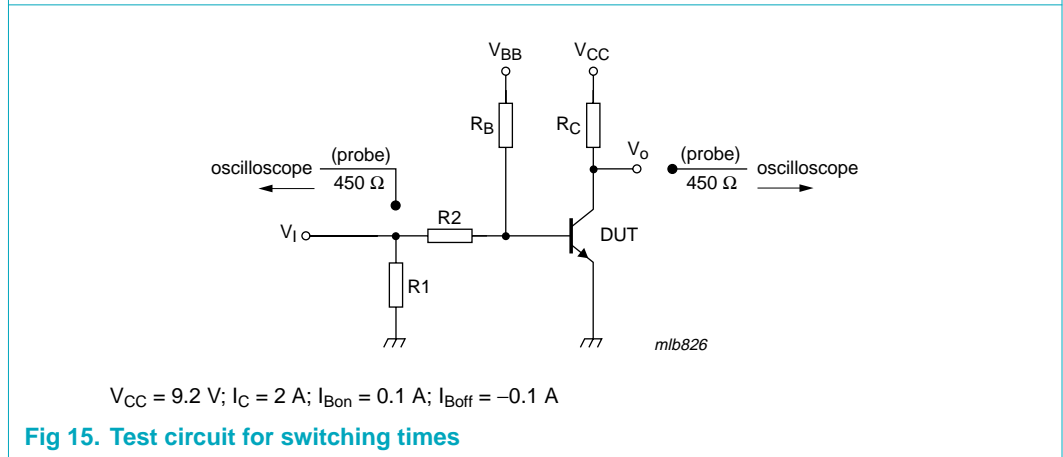 VBB VCC
RB RC
oscilloscope (probe) 450 Ω
Vo (probe) 450 Ω oscilloscope
VI R2 DUT
R1
mlb826
VCC = 9.2 V; IC = 2 A; IBon = 0.1 A; IBoff = −0.1 A
Fig 15. Test circuit for switching times